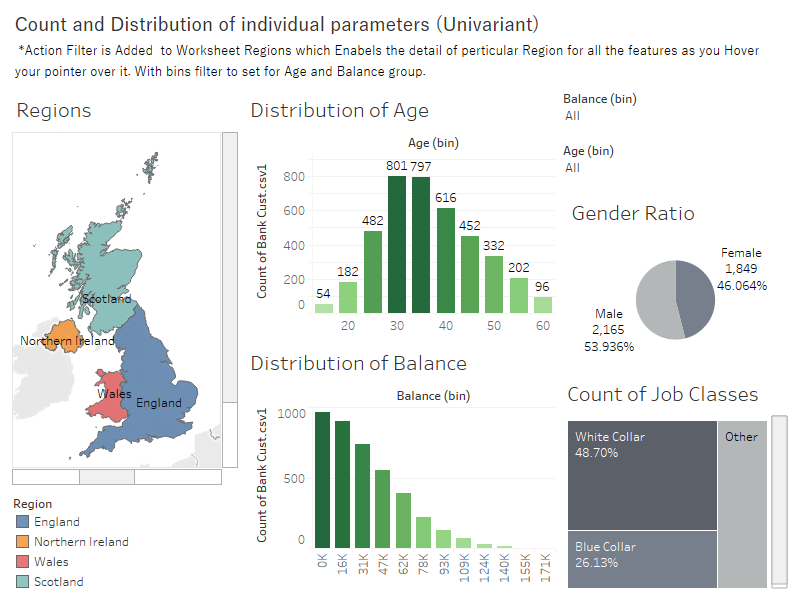 Count and Distribution of individual parameters (Univariant)
*Action Filter is Added  to Worksheet Regions which Enabels the detail of perticular Region for all the features as you Hover
your pointer over it. With bins filter to set for Age and Balance group.
Regions
Scotland
Northern Ireland
Wales
England
Region
England
Northern Ireland
Wales
Scotland
Distribution of Age
Age (bin)
Count of Bank Cust.csv1
800
600
400
200
0
54
182
482
801
797
616
452
332
202
96
20
30
40
50
60
Distribution of Balance
Balance (bin)
Count of Bank Cust.csv1
1000
500
0
0K
16K
31K
47K
62K
78K
93K
109K
124K
140K
155K
171K
Balance (bin)
All
Age (bin)
All
Gender Ratio
Female
1,849
46.064%
Male
2,165
53.936%
Count of Job Classes
White Collar
48.70%
Other
Blue Collar
26.13%